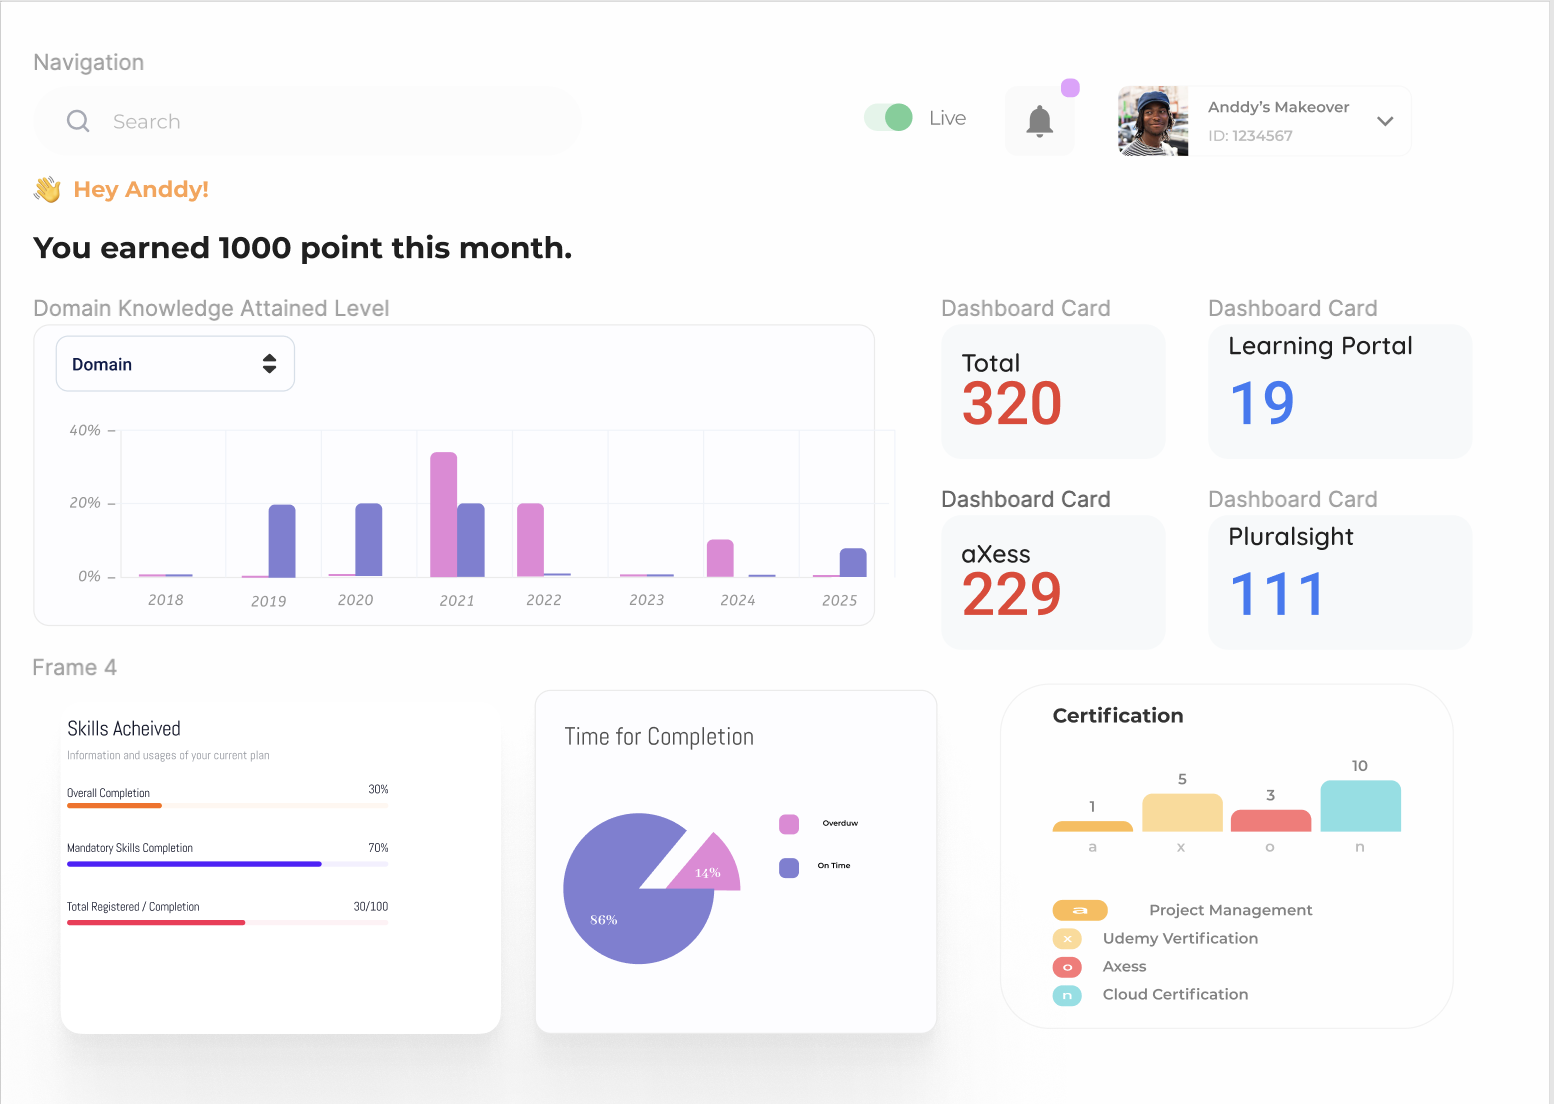 Navigation
Search
Live
Anddy's Makeover
ID: 1234567
👋 Hey Anddy!
You earned 1000 point this month.
Domain Knowledge Attained Level
Domain
40%
20%
0%
2018 2019 2020 2021 2022 2023 2024 2025
Dashboard Card
Total
320
Dashboard Card
Learning Portal
19
Dashboard Card
aXess
229
Dashboard Card
Pluralsight
111
Frame 4
Skills Acheived
Information and usages of your current plan
Overall Completion 30%
Mandatory Skills Completion 70%
Total Registered / Completion 30/100
Time for Completion
14%
86%
Overduw
On Time
Certification
1 5 3 10
a x o n
a Project Management
x Udemy Vertification
o Axess
n Cloud Certification